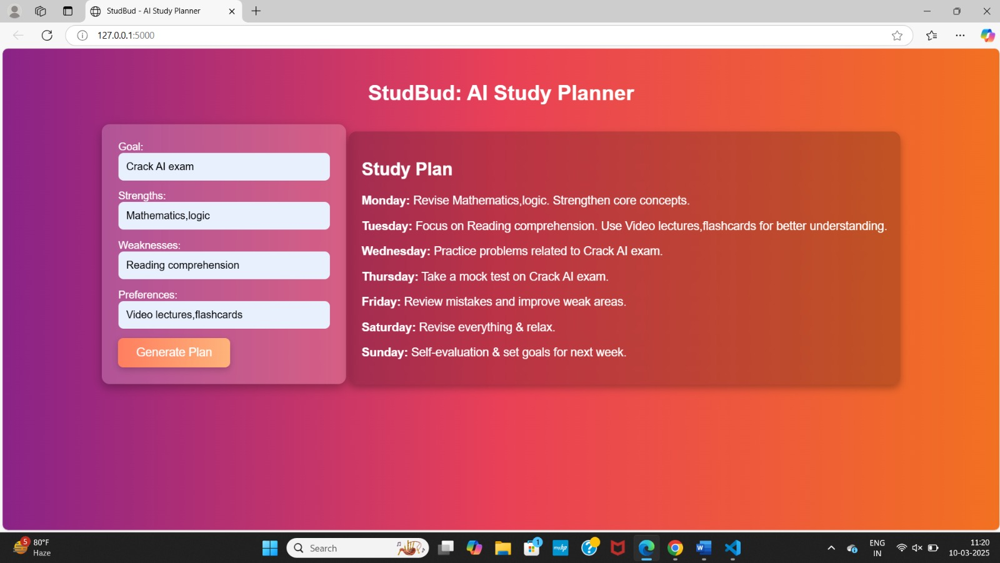 StudBud - AI Study Planner
127.0.0.1:5000
StudBud: AI Study Planner
Goal:
Crack AI exam
Strengths:
Mathematics,logic
Weaknesses:
Reading comprehension
Preferences:
Video lectures,flashcards
Generate Plan
Study Plan
Monday: Revise Mathematics,logic. Strengthen core concepts.
Tuesday: Focus on Reading comprehension. Use Video lectures,flashcards for better understanding.
Wednesday: Practice problems related to Crack AI exam.
Thursday: Take a mock test on Crack AI exam.
Friday: Review mistakes and improve weak areas.
Saturday: Revise everything & relax.
Sunday: Self-evaluation & set goals for next week.
5
80°F
Haze
Search
1
myhp
W
ENG
IN
11:20
10-03-2025